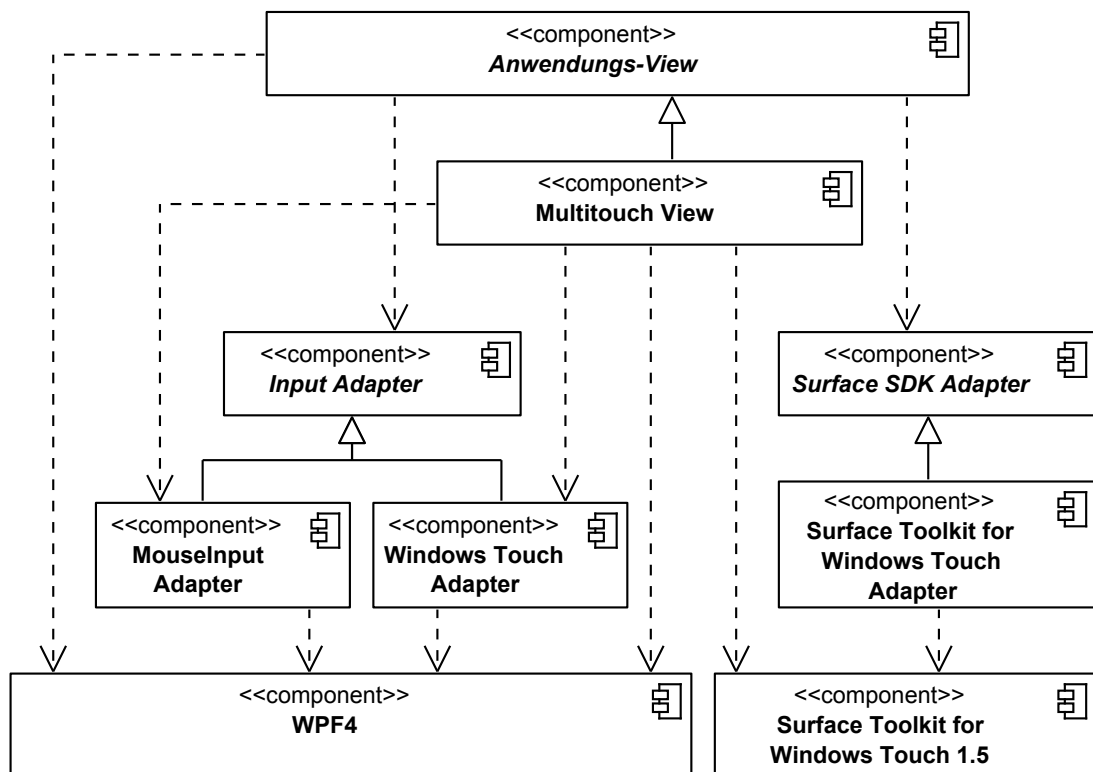 <<component>>
Anwendungs-View
<<component>>
Multitouch View
<<component>>
Input Adapter
<<component>>
Surface SDK Adapter
<<component>>
MouseInput
Adapter
<<component>>
Windows Touch
Adapter
<<component>>
Surface Toolkit for
Windows Touch
Adapter
<<component>>
WPF4
<<component>>
Surface Toolkit for
Windows Touch 1.5